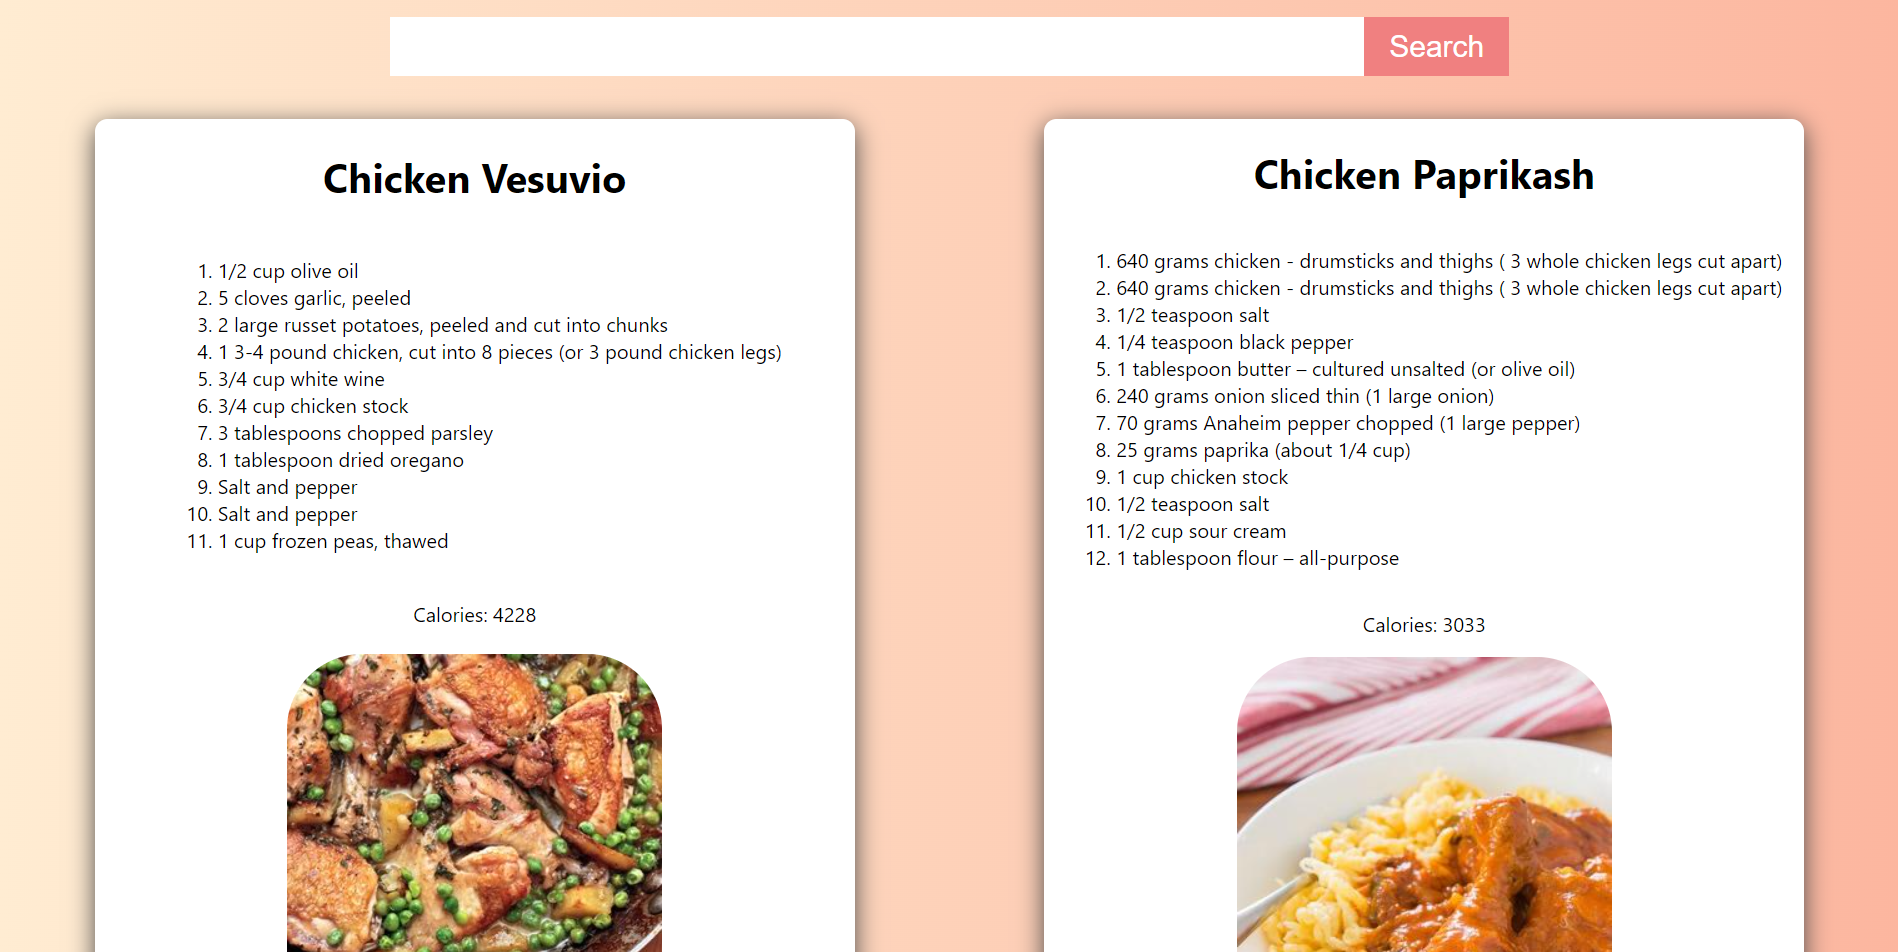 Search
Chicken Vesuvio
1. 1/2 cup olive oil
2. 5 cloves garlic, peeled
3. 2 large russet potatoes, peeled and cut into chunks
4. 1 3-4 pound chicken, cut into 8 pieces (or 3 pound chicken legs)
5. 3/4 cup white wine
6. 3/4 cup chicken stock
7. 3 tablespoons chopped parsley
8. 1 tablespoon dried oregano
9. Salt and pepper
10. Salt and pepper
11. 1 cup frozen peas, thawed
Calories: 4228
Chicken Paprikash
1. 640 grams chicken - drumsticks and thighs ( 3 whole chicken legs cut apart)
2. 640 grams chicken - drumsticks and thighs ( 3 whole chicken legs cut apart)
3. 1/2 teaspoon salt
4. 1/4 teaspoon black pepper
5. 1 tablespoon butter – cultured unsalted (or olive oil)
6. 240 grams onion sliced thin (1 large onion)
7. 70 grams Anaheim pepper chopped (1 large pepper)
8. 25 grams paprika (about 1/4 cup)
9. 1 cup chicken stock
10. 1/2 teaspoon salt
11. 1/2 cup sour cream
12. 1 tablespoon flour – all-purpose
Calories: 3033